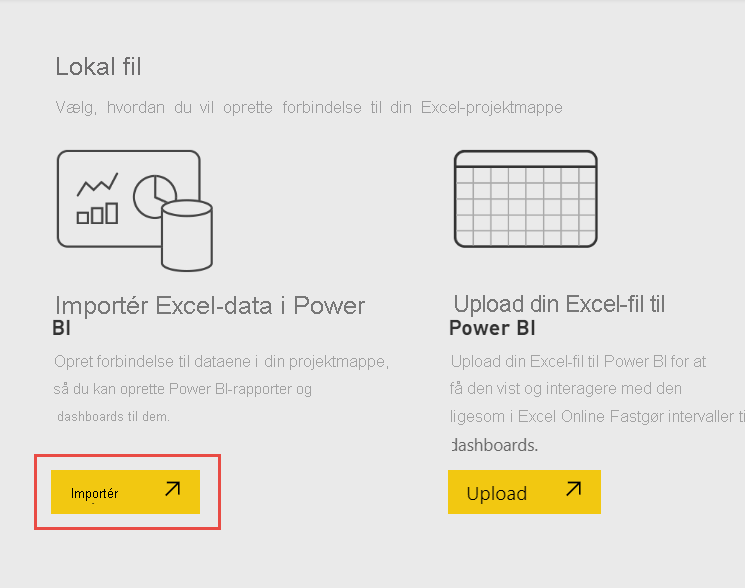 Lokal fil
Vælg, hvordan du vil oprette forbindelse til din Excel-projektmappe
Importér Excel-data i Power
BI
Opret forbindelse til dataene i din projektmappe,
så du kan oprette Power BI-rapporter og
dashboards til dem.
Importér
Upload din Excel-fil til
Power BI
Upload din Excel-fil til Power BI for at
få den vist og interagere med den
ligesom i Excel Online Fastgør intervaller ti
dashboards.
Upload